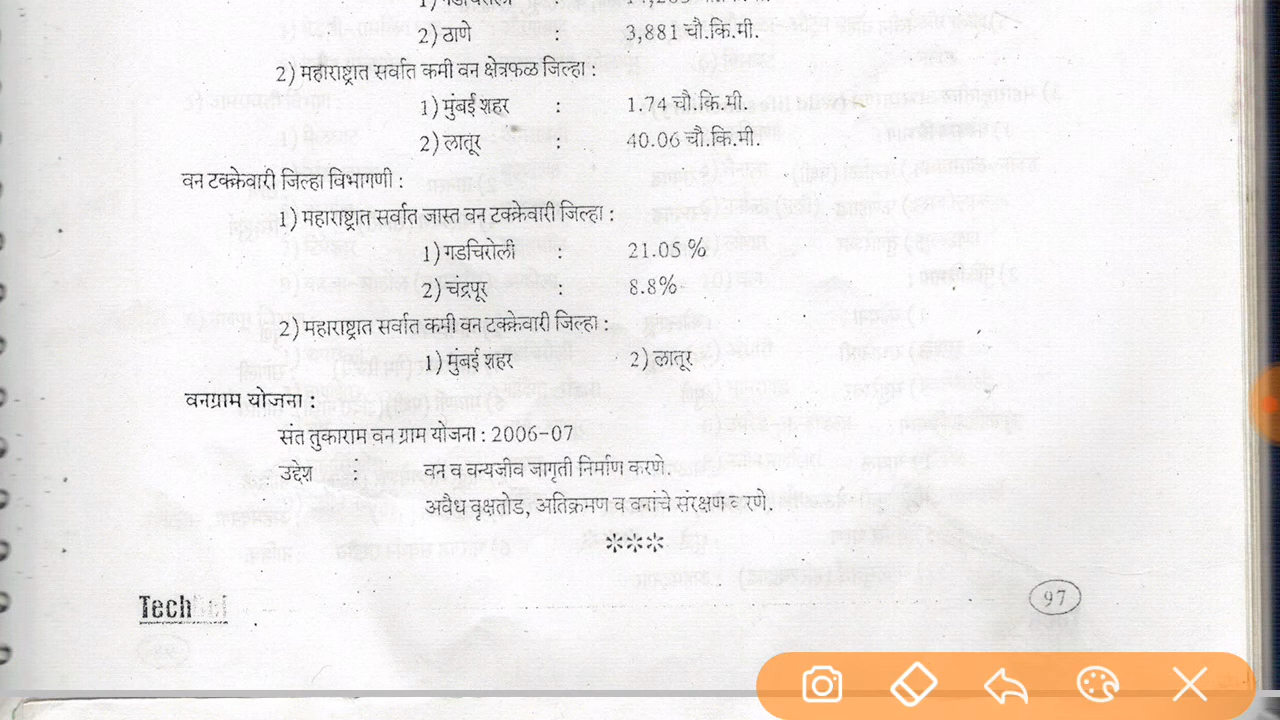 2) ठाणे : 3,881 चौ.कि.मी.
2) महाराष्ट्रात सर्वात कमी वन क्षेत्रफळ जिल्हा :
1) मुंबई शहर : 1.74 चौ.कि.मी.
2) लातूर : 40.06 चौ.कि.मी.
वन टक्केवारी जिल्हा विभागणी :
1) महाराष्ट्रात सर्वात जास्त वन टक्केवारी जिल्हा :
1) गडचिरोली : 21.05 %
2) चंद्रपूर : 8.8%
2) महाराष्ट्रात सर्वात कमी वन टक्केवारी जिल्हा :
1) मुंबई शहर 2) लातूर
वनग्राम योजना :
संत तुकाराम वन ग्राम योजना : 2006-07
उद्देश : वन व वन्यजीव जागृती निर्माण करणे.
अवैध वृक्षतोड, अतिक्रमण व वनांचे संरक्षण व रणे.
***
Tech
97